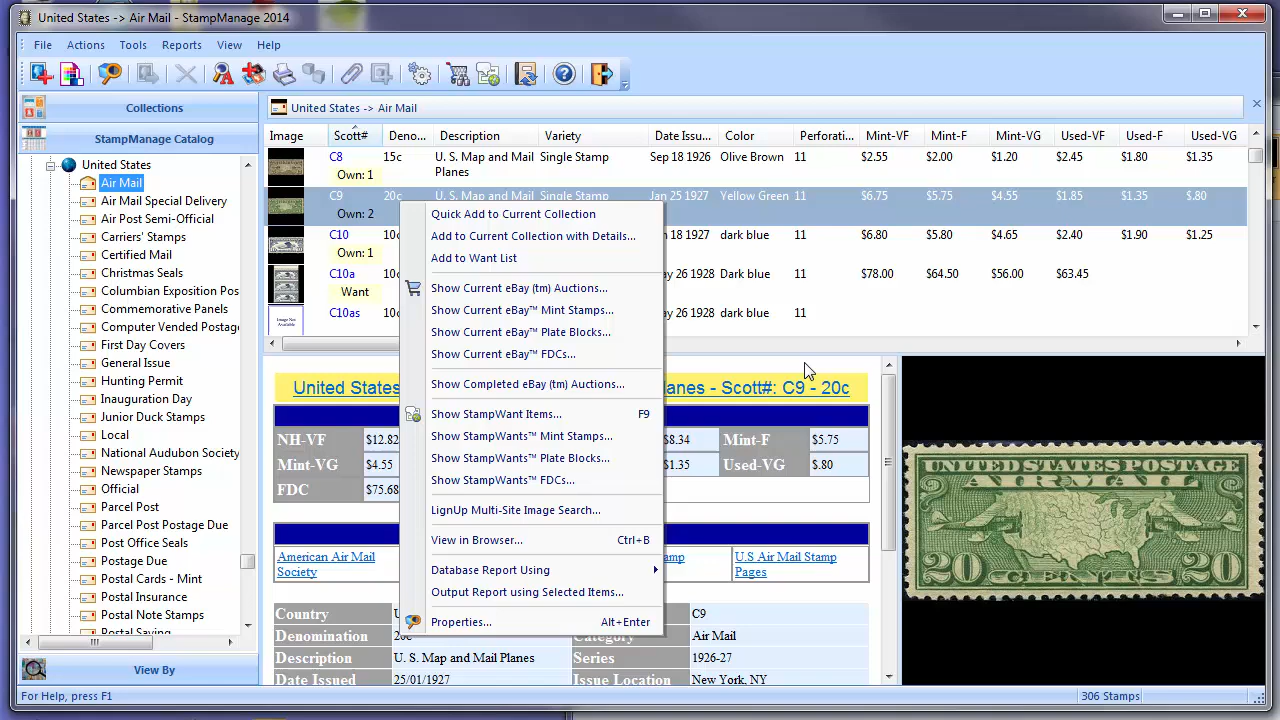 United States -> Air Mail - StampManage 2014
File Actions Tools Reports View Help
Collections
StampManage Catalog
United States
Air Mail
Air Mail Special Delivery
Air Post Semi-Official
Carriers' Stamps
Certified Mail
Christmas Seals
Columbian Exposition Pos
Commemorative Panels
Computer Vended Postage
First Day Covers
General Issue
Hunting Permit
Inauguration Day
Junior Duck Stamps
Local
National Audubon Society
Newspaper Stamps
Official
Parcel Post
Parcel Post Postage Due
Post Office Seals
Postage Due
Postal Cards - Mint
Postal Insurance
Postal Note Stamps
Postal Saving
View By
United States -> Air Mail
Image Scott# Deno... Description Variety Date Issu... Color Perforati... Mint-VF Mint-F Mint-VG Used-VF Used-F Used-VG
C8 15c U. S. Map and Mail Single Stamp Sep 18 1926 Olive Brown 11 $2.55 $2.00 $1.20 $2.45 $1.80 $1.35
Own: 1 Planes
C9 20c U. S. Map and Mail Single Stamp Jan 25 1927 Yellow Green 11 $6.75 $5.75 $4.55 $1.85 $1.35 $.80
Own: 2
C10 10c n 18 1927 dark blue 11 $6.80 $5.80 $4.65 $2.40 $1.90 $1.25
Own: 1
C10a 10c ay 26 1928 Dark blue 11 $78.00 $64.50 $56.00 $63.45
Want
C10as ay 26 1928 dark blue 11
Image Not
Available
Quick Add to Current Collection
Add to Current Collection with Details...
Add to Want List
Show Current eBay (tm) Auctions...
Show Current eBay™ Mint Stamps...
Show Current eBay™ Plate Blocks...
Show Current eBay™ FDCs...
Show Completed eBay (tm) Auctions...
Show StampWant Items... F9
Show StampWants™ Mint Stamps...
Show StampWants™ Plate Blocks...
Show StampWants™ FDCs...
LignUp Multi-Site Image Search...
View in Browser... Ctrl+B
Database Report Using
Output Report using Selected Items...
Properties... Alt+Enter
United States lanes - Scott#: C9 - 20c
NH-VF $12.82 $8.34 Mint-F $5.75
Mint-VG $4.55 $1.35 Used-VG $.80
FDC $75.68
American Air Mail
Society
amp
U.S Air Mail Stamp
Pages
Country U C9
Denomination 20c Category Air Mail
Description U. S. Map and Mail Planes Series 1926-27
Date Issued 25/01/1927 Issue Location New York, NY
UNITED STATES POSTAGE
AIR MAIL
20 CENTS 20
For Help, press F1
306 Stamps